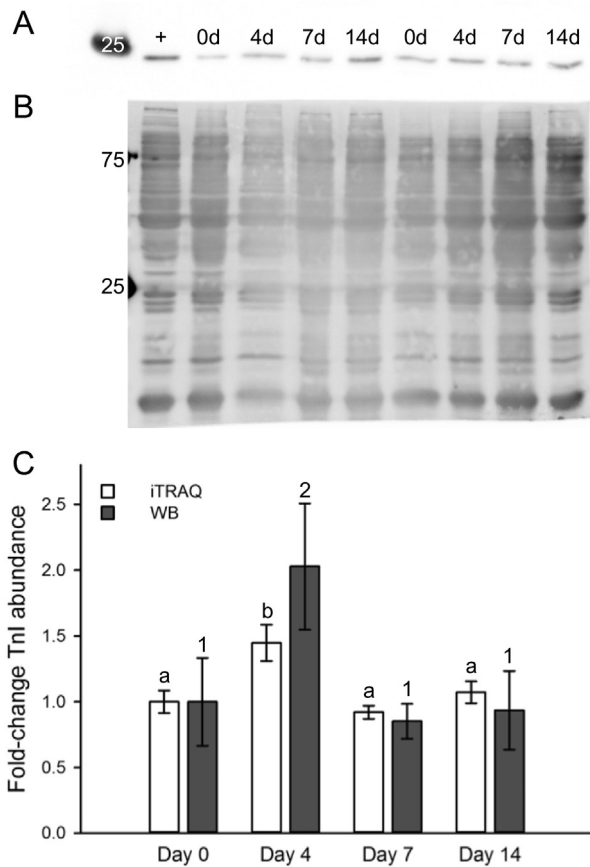 A
25 + 0d 4d 7d 14d 0d 4d 7d 14d
B
75
25
C
Fold-change TnI abundance
iTRAQ
WB
2.5
2.0
1.5
1.0
0.5
0.0
a 1 b 2 a 1 a 1
Day 0 Day 4 Day 7 Day 14